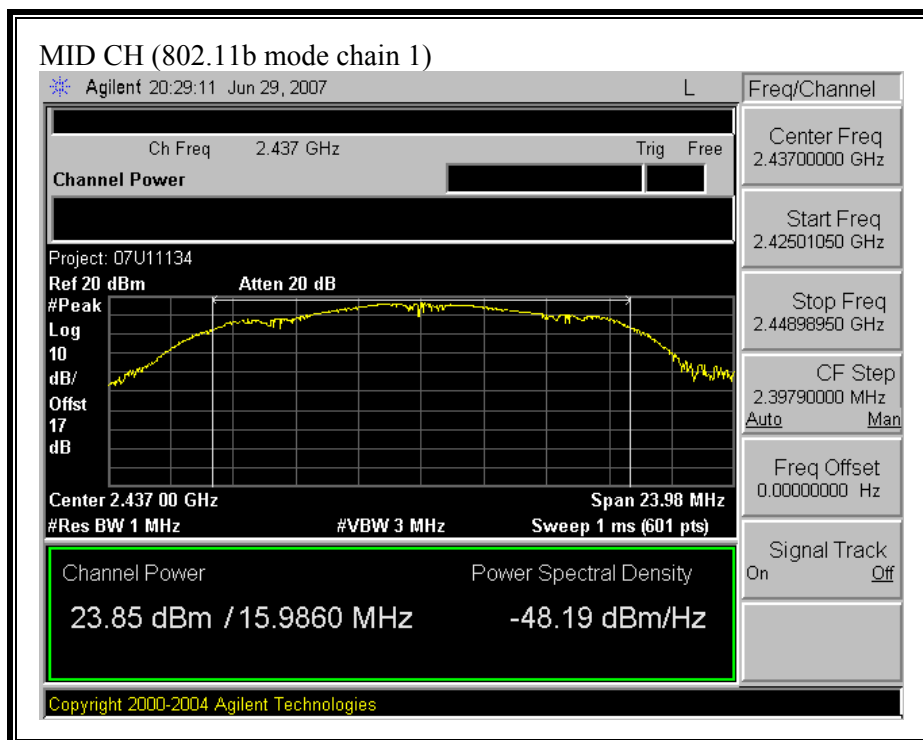 MID CH (802.11b mode chain 1)
Agilent 20:29:11 Jun 29, 2007 L
Freq/Channel
Ch Freq 2.437 GHz Trig Free
Channel Power
Center Freq
2.43700000 GHz
Start Freq
2.42501050 GHz
Stop Freq
2.44898950 GHz
CF Step
2.39790000 MHz
Auto Man
Freq Offset
0.00000000 Hz
Signal Track
On Off
Project: 07U11134
Ref 20 dBm Atten 20 dB
#Peak
Log
10
dB/
Offst
17
dB
Center 2.437 00 GHz Span 23.98 MHz
#Res BW 1 MHz #VBW 3 MHz Sweep 1 ms (601 pts)
Channel Power Power Spectral Density
23.85 dBm / 15.9860 MHz -48.19 dBm/Hz
Copyright 2000-2004 Agilent Technologies